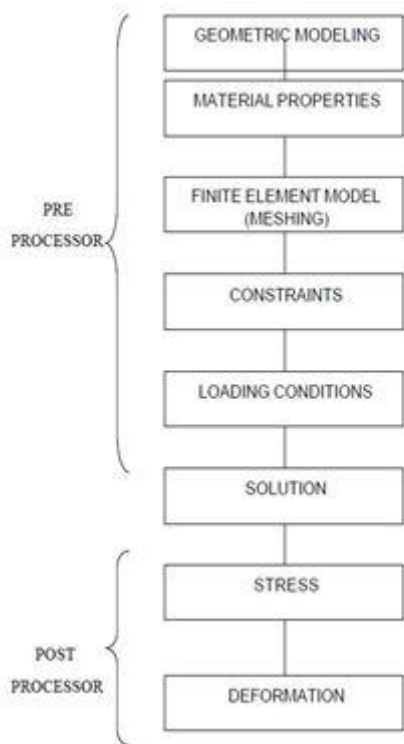 GEOMETRIC MODELING
MATERIAL PROPERTIES
FINITE ELEMENT MODEL
(MESHING)
PRE
PROCESSOR
CONSTRAINTS
LOADING CONDITIONS
SOLUTION
STRESS
POST
PROCESSOR
DEFORMATION